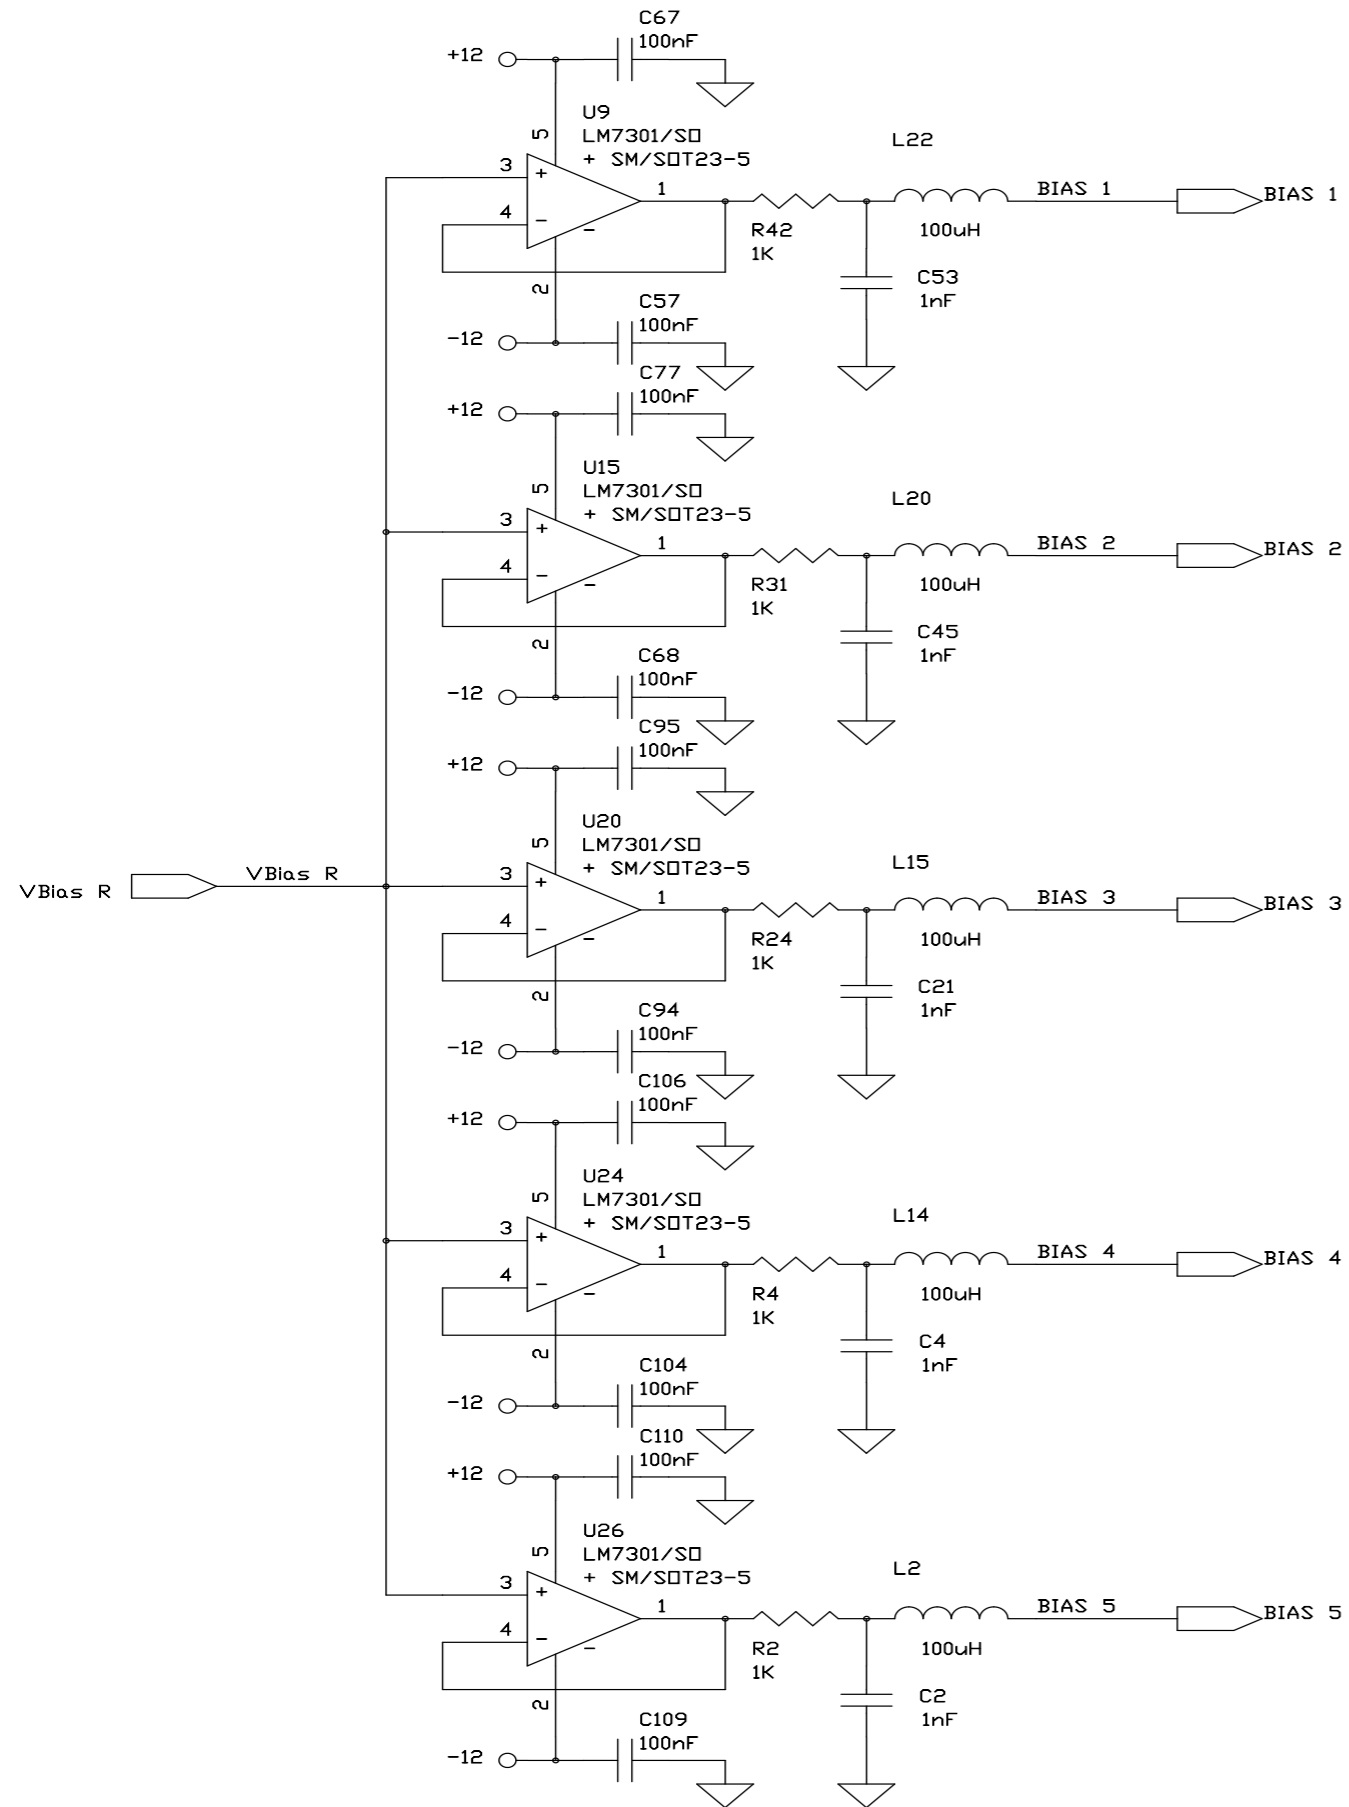 C67
100nF
+12
U9
LM7301/SO
+ SM/SOT23-5
5
3
+
4
-
-
1
2
L22
BIAS 1
BIAS 1
R42
1K
100uH
C53
1nF
C57
100nF
-12
C77
100nF
+12
U15
LM7301/SO
+ SM/SOT23-5
5
3
+
4
-
-
1
2
L20
BIAS 2
BIAS 2
R31
1K
100uH
C45
1nF
C68
100nF
-12
C95
100nF
+12
U20
LM7301/SO
+ SM/SOT23-5
5
VBias R
VBias R
3
+
4
-
-
1
2
L15
BIAS 3
BIAS 3
R24
1K
100uH
C21
1nF
C94
100nF
-12
C106
100nF
+12
U24
LM7301/SO
+ SM/SOT23-5
5
3
+
4
-
-
1
2
L14
BIAS 4
BIAS 4
R4
1K
100uH
C4
1nF
C104
100nF
-12
C110
100nF
+12
U26
LM7301/SO
+ SM/SOT23-5
5
3
+
4
-
-
1
2
L2
BIAS 5
BIAS 5
R2
1K
100uH
C2
1nF
C109
100nF
-12